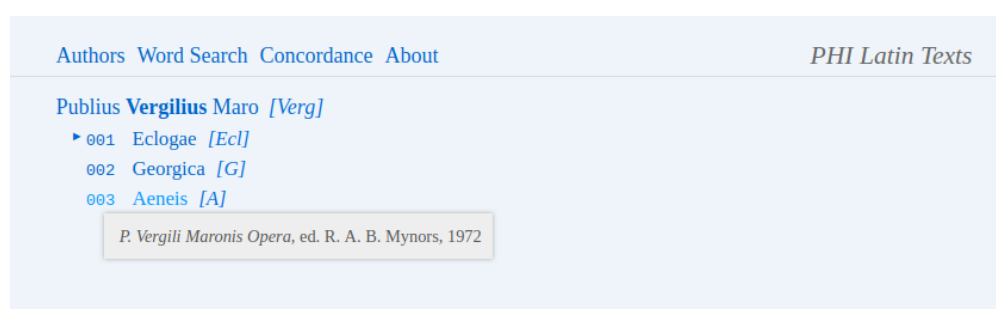 Authors Word Search Concordance About PHI Latin Texts
Publius Vergilius Maro [Verg]
▸ 001 Eclogae [Ecl]
002 Georgica [G]
003 Aeneis [A]
P. Vergili Maronis Opera, ed. R. A. B. Mynors, 1972